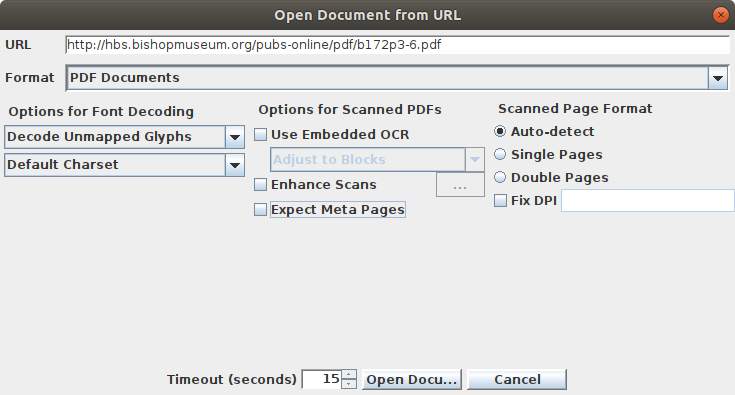 Open Document from URL
URL http://hbs.bishopmuseum.org/pubs-online/pdf/b172p3-6.pdf
Format PDF Documents
Options for Font Decoding
Decode Unmapped Glyphs
Default Charset
Options for Scanned PDFs
Use Embedded OCR
Adjust to Blocks
Enhance Scans ...
Expect Meta Pages
Scanned Page Format
Auto-detect
Single Pages
Double Pages
Fix DPI
Timeout (seconds) 15 Open Docu... Cancel